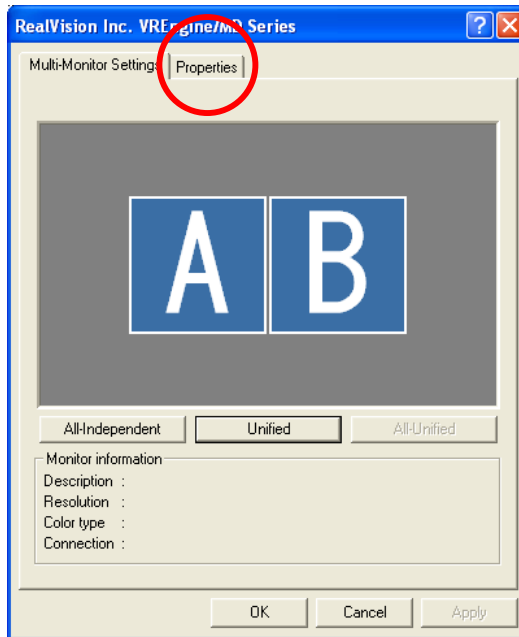 RealVision Inc. VREngine/MD Series
Multi-Monitor Settings Properties
A B
All-Independent Unified All-Unified
Monitor information
Description :
Resolution :
Color type :
Connection :
OK Cancel Apply